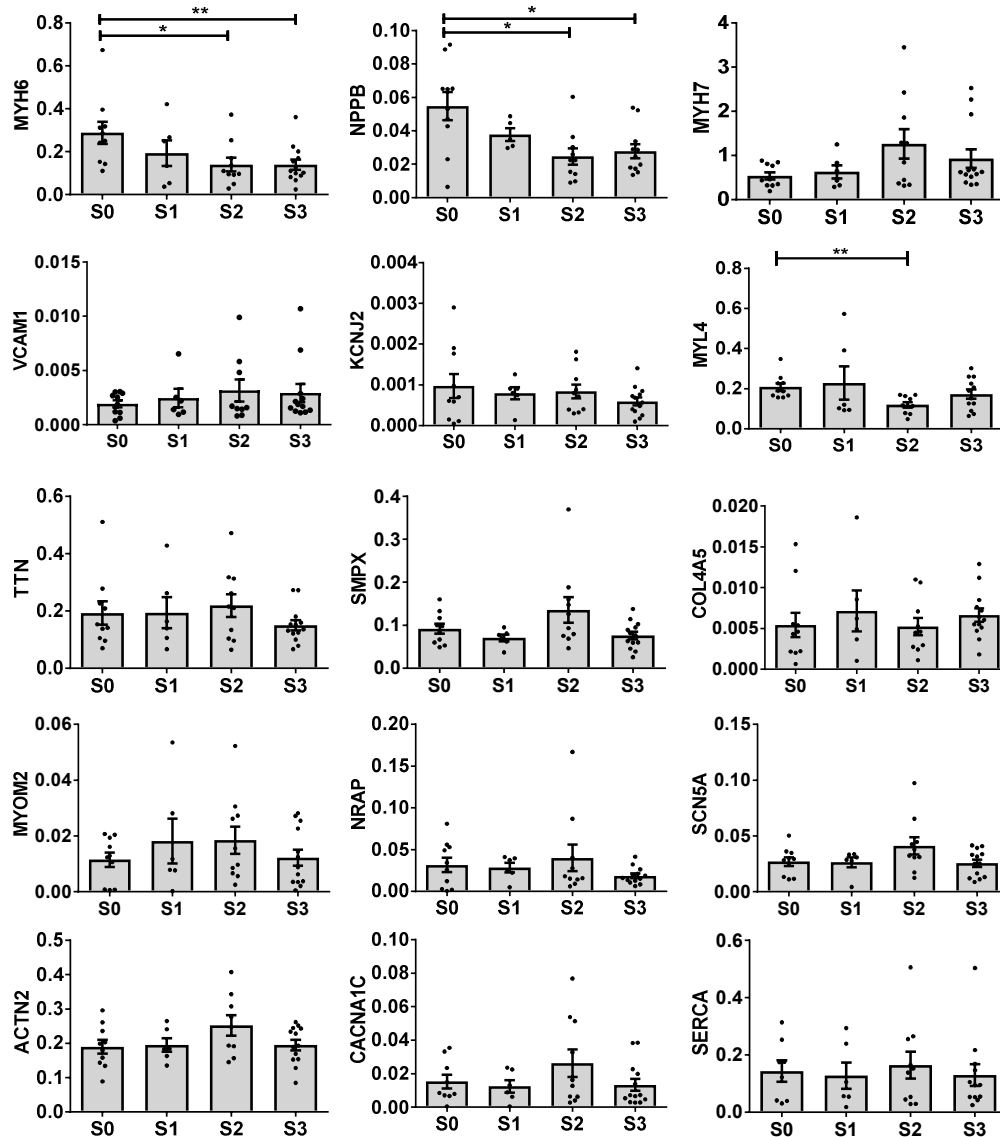 ** * MYH6 0.8 0.6 0.4 0.2 0.0 S0 S1 S2 S3
* * NPPB 0.10 0.08 0.06 0.04 0.02 0.00 S0 S1 S2 S3
MYH7 4 3 2 1 0 S0 S1 S2 S3
VCAM1 0.015 0.010 0.005 0.000 S0 S1 S2 S3
KCNJ2 0.004 0.003 0.002 0.001 0.000 S0 S1 S2 S3
** MYL4 0.8 0.6 0.4 0.2 0.0 S0 S1 S2 S3
TTN 0.6 0.4 0.2 0.0 S0 S1 S2 S3
SMPX 0.4 0.3 0.2 0.1 0.0 S0 S1 S2 S3
COL4A5 0.020 0.015 0.010 0.005 0.000 S0 S1 S2 S3
MYOM2 0.06 0.04 0.02 0.00 S0 S1 S2 S3
NRAP 0.20 0.15 0.10 0.05 0.00 S0 S1 S2 S3
SCN5A 0.15 0.10 0.05 0.00 S0 S1 S2 S3
ACTN2 0.5 0.4 0.3 0.2 0.1 0.0 S0 S1 S2 S3
CACNA1C 0.10 0.08 0.06 0.04 0.02 0.00 S0 S1 S2 S3
SERCA 0.6 0.4 0.2 0.0 S0 S1 S2 S3